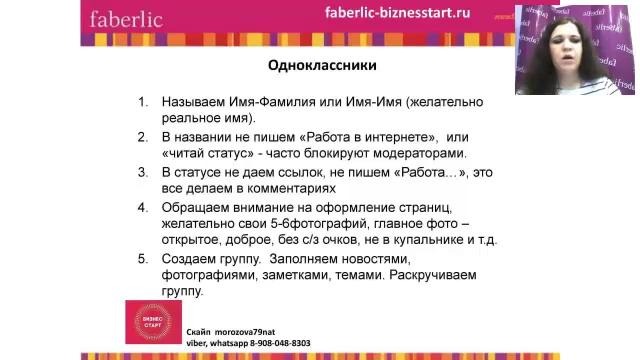 faberlic
faberlic-biznesstart.ru
Одноклассники
1. Называем Имя-Фамилия или Имя-Имя (желательно
реальное имя).
2. В названии не пишем «Работа в интернете», или
«читай статус» - часто блокируют модераторами.
3. В статусе не даем ссылок, не пишем «Работа…», это
все делаем в комментариях
4. Обращаем внимание на оформление страниц,
желательно свои 5-6фотографий, главное фото –
открытое, доброе, без с/з очков, не в купальнике и т.д.
5. Создаем группу. Заполняем новостями,
фотографиями, заметками, темами. Раскручиваем
группу.
БИЗНЕС
СТАРТ
Скайп morozova79nat
viber, whatsapp 8-908-048-8303
faberlic